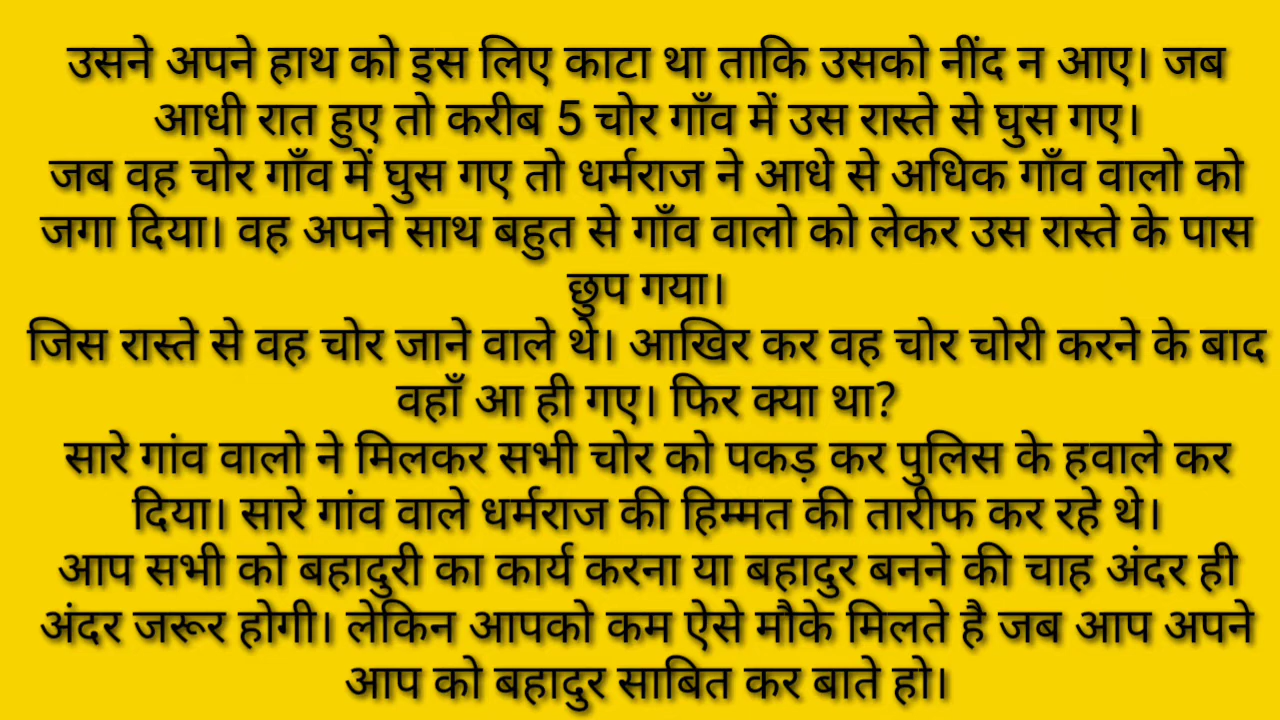 उसने अपने हाथ को इस लिए काटा था ताकि उसको नींद न आए। जब
आधी रात हुए तो करीब 5 चोर गाँव में उस रास्ते से घुस गए।
जब वह चोर गाँव में घुस गए तो धर्मराज ने आधे से अधिक गाँव वालो को
जगा दिया। वह अपने साथ बहुत से गाँव वालो को लेकर उस रास्ते के पास
छुप गया।
जिस रास्ते से वह चोर जाने वाले थे। आखिर कर वह चोर चोरी करने के बाद
वहाँ आ ही गए। फिर क्या था?
सारे गांव वालो ने मिलकर सभी चोर को पकड़ कर पुलिस के हवाले कर
दिया। सारे गांव वाले धर्मराज की हिम्मत की तारीफ कर रहे थे।
आप सभी को बहादुरी का कार्य करना या बहादुर बनने की चाह अंदर ही
अंदर जरूर होगी। लेकिन आपको कम ऐसे मौके मिलते है जब आप अपने
आप को बहादुर साबित कर बाते हो।